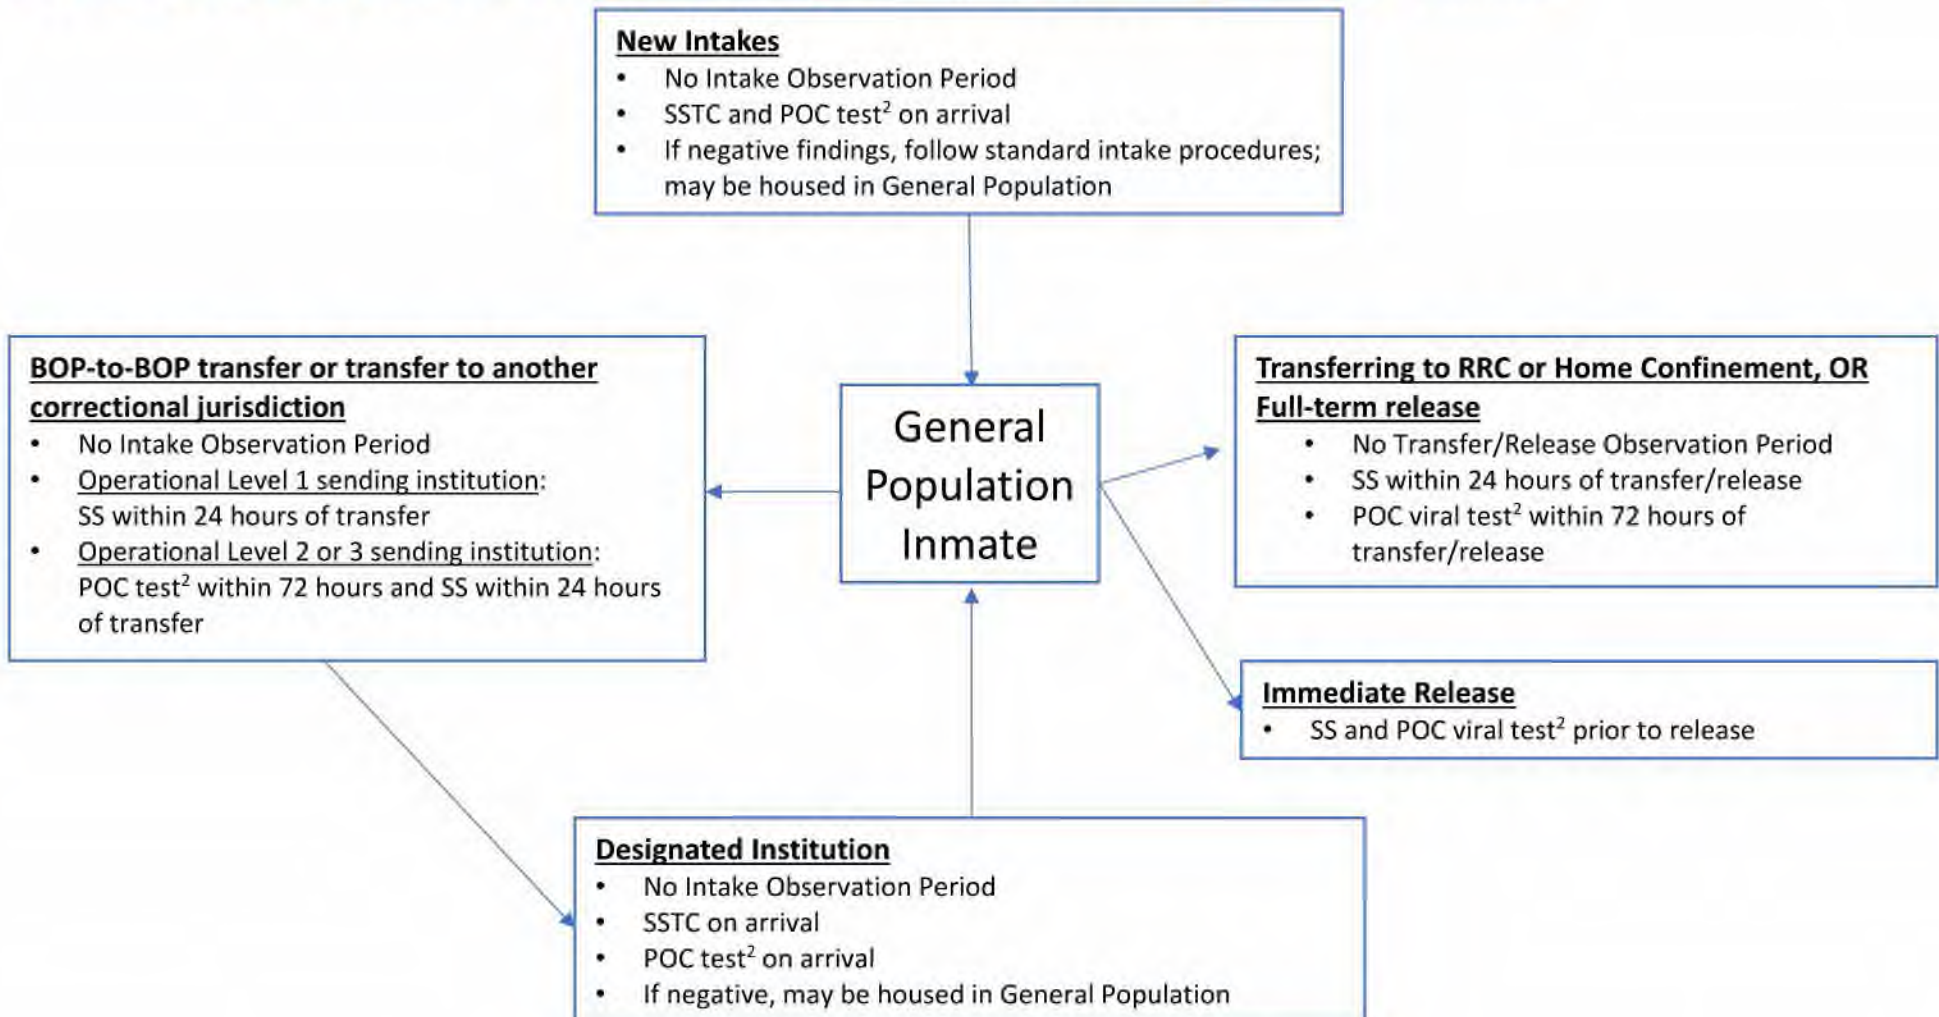 New Intakes
• No Intake Observation Period
• SSTC and POC test² on arrival
• If negative findings, follow standard intake procedures;
may be housed in General Population
BOP-to-BOP transfer or transfer to another
correctional jurisdiction
• No Intake Observation Period
• Operational Level 1 sending institution:
SS within 24 hours of transfer
• Operational Level 2 or 3 sending institution:
POC test² within 72 hours and SS within 24 hours
of transfer
General
Population
Inmate
Transferring to RRC or Home Confinement, OR
Full-term release
• No Transfer/Release Observation Period
• SS within 24 hours of transfer/release
• POC viral test² within 72 hours of
transfer/release
Immediate Release
• SS and POC viral test² prior to release
Designated Institution
• No Intake Observation Period
• SSTC on arrival
• POC test² on arrival
• If negative, may be housed in General Population